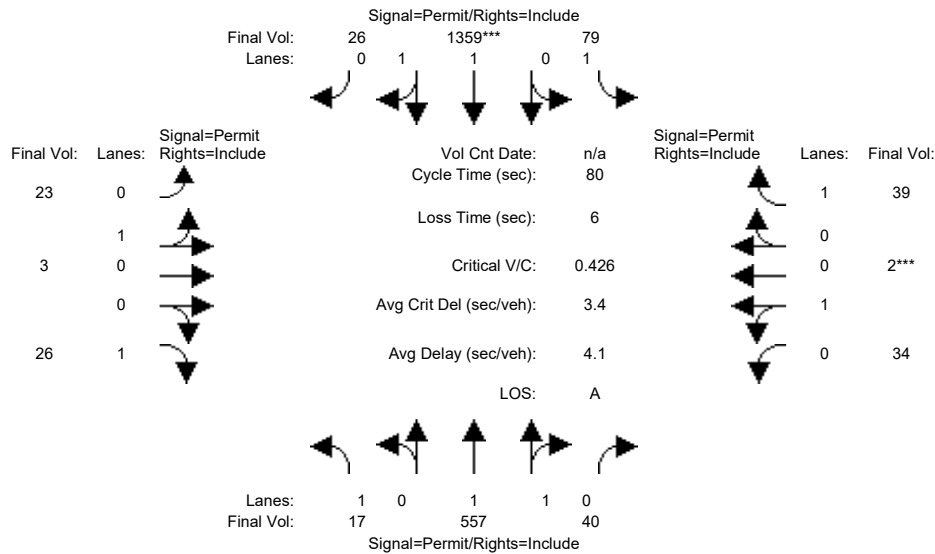 Signal=Permit/Rights=Include
Final Vol: 26 1359*** 79
Lanes: 0 1 1 0 1
Signal=Permit
Final Vol: Lanes: Rights=Include
Vol Cnt Date: n/a
Signal=Permit
Rights=Include Lanes: Final Vol:
Cycle Time (sec): 80
23 0
1 39
Loss Time (sec): 6
1
0
3 0
Critical V/C: 0.426
0 2***
0
Avg Crit Del (sec/veh): 3.4
1
26 1
Avg Delay (sec/veh): 4.1
0 34
LOS: A
Lanes: 1 0 1 1 0
Final Vol: 17 557 40
Signal=Permit/Rights=Include